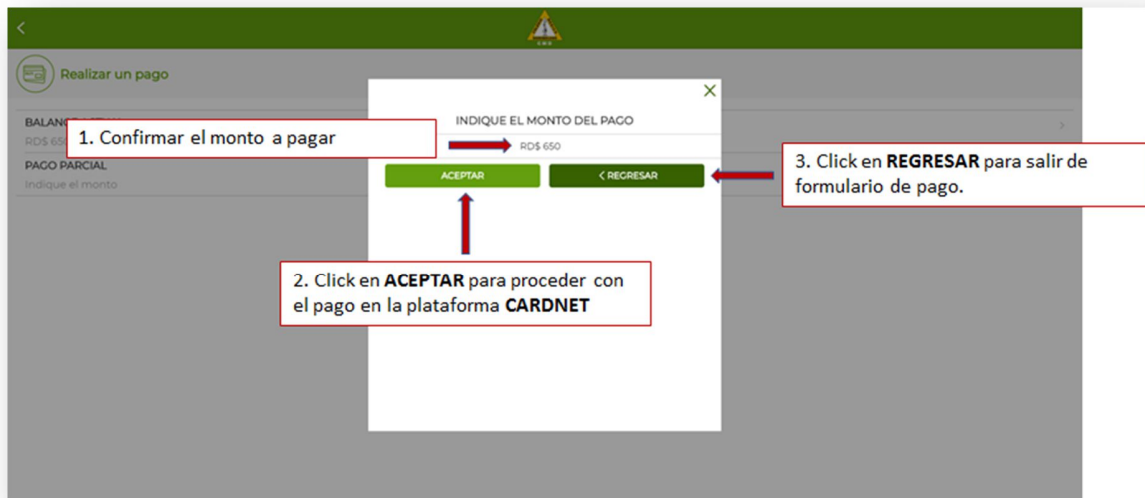 Realizar un pago
INDIQUE EL MONTO DEL PAGO
1. Confirmar el monto a pagar
RD$ 650
RD$ 65
PAGO PARCIAL
Indique el monto
ACEPTAR
< REGRESAR
3. Click en REGRESAR para salir de
formulario de pago.
2. Click en ACEPTAR para proceder con
el pago en la plataforma CARDNET